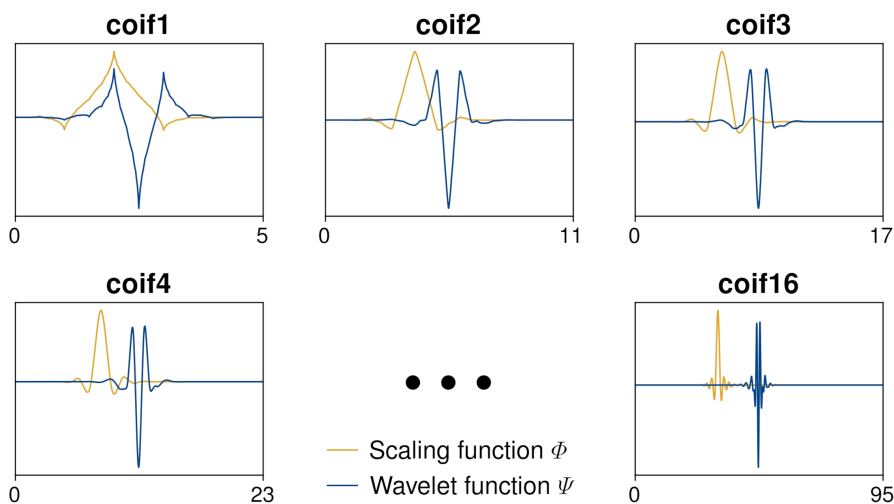 coif1 coif2 coif3
0 5 0 11 0 17
coif4 coif16
Scaling function Φ
Wavelet function Ψ
0 23 0 95